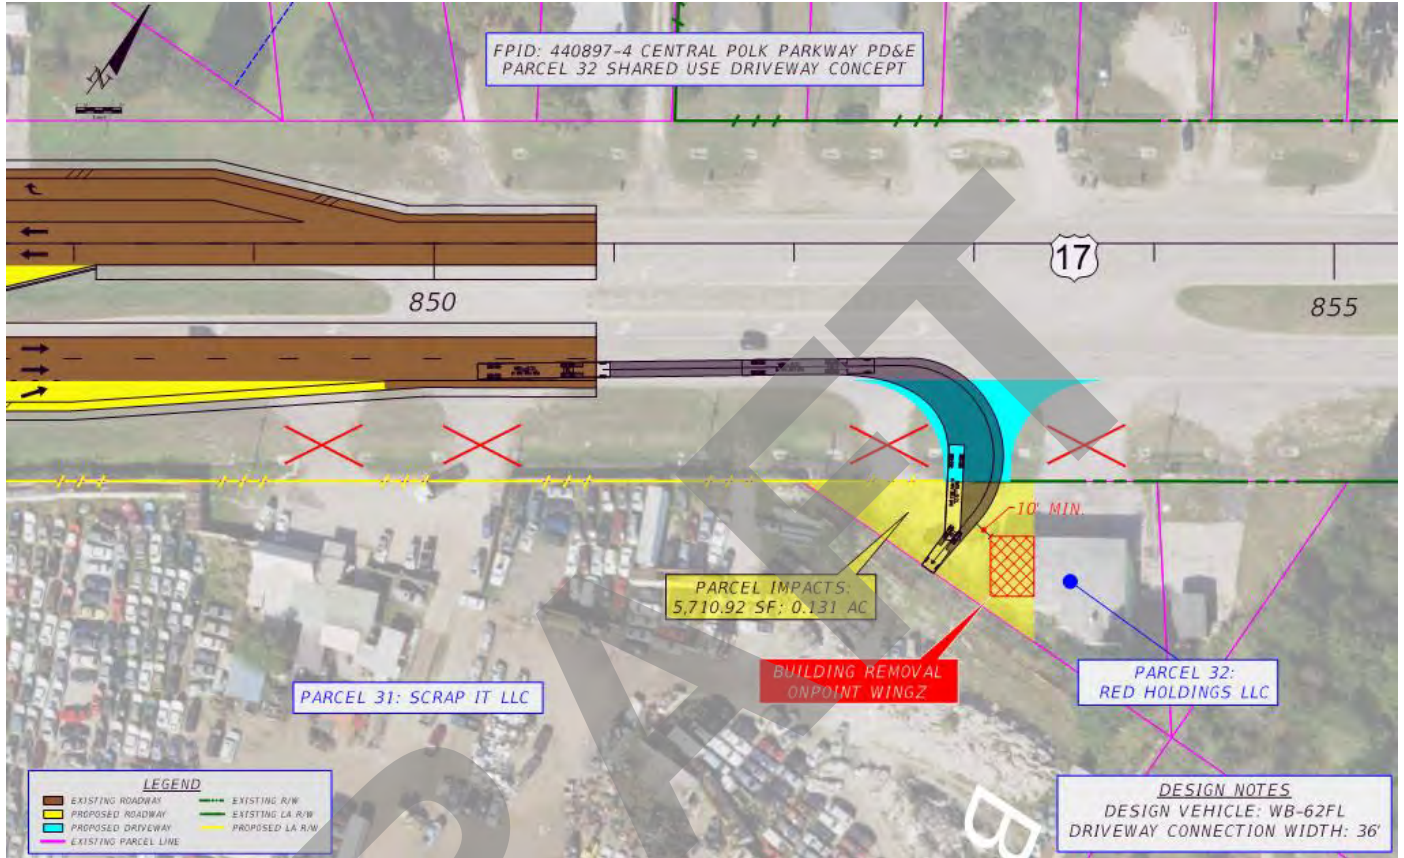 FPID: 440897-4 CENTRAL POLK PARKWAY PD&E
PARCEL 32 SHARED USE DRIVEWAY CONCEPT
N
17
850
855
10' MIN.
PARCEL IMPACTS:
5,710.92 SF; 0.131 AC
BUILDING REMOVAL
ONPOINT WINGZ
PARCEL 31: SCRAP IT LLC
PARCEL 32:
RED HOLDINGS LLC
LEGEND
EXISTING ROADWAY
PROPOSED ROADWAY
PROPOSED DRIVEWAY
EXISTING PARCEL LINE
EXISTING R/W
EXISTING LA R/W
PROPOSED LA R/W
DESIGN NOTES
DESIGN VEHICLE: WB-62FL
DRIVEWAY CONNECTION WIDTH: 36'
B
DRAFT